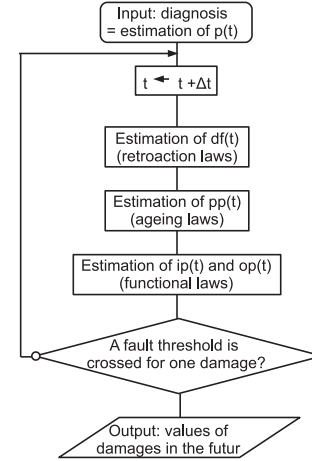 Input: diagnosis
= estimation of p(t)
t ← t +Δt
Estimation of df(t)
(retroaction laws)
Estimation of pp(t)
(ageing laws)
Estimation of ip(t) and op(t)
(functional laws)
A fault threshold is
crossed for one damage?
Output: values of
damages in the futur